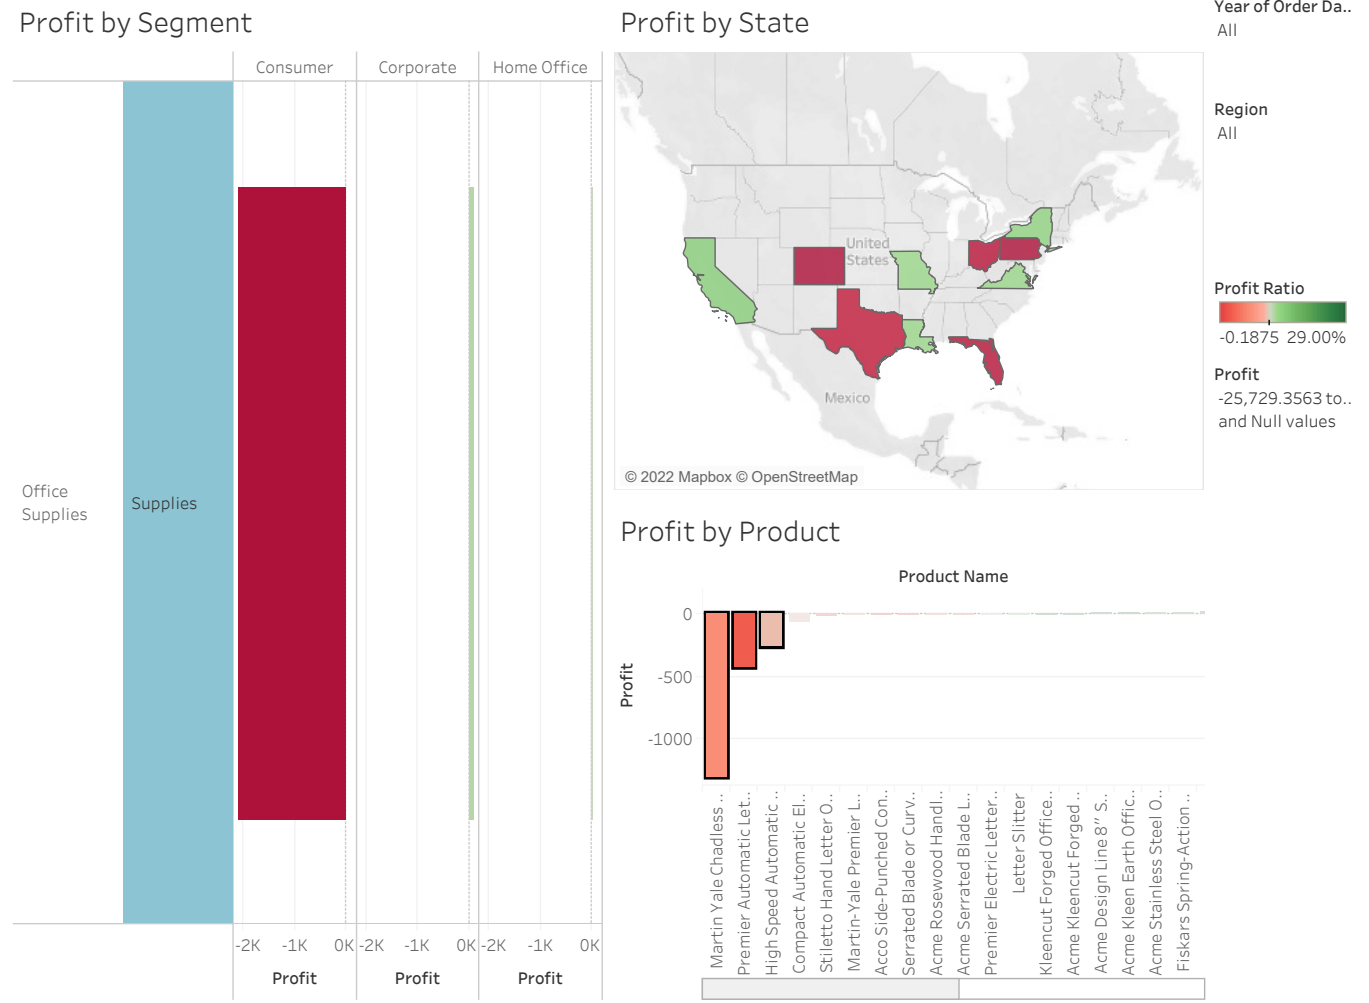 Profit by Segment
Consumer
Corporate
Home Office
Office
Supplies
Supplies
-2K
-1K
0K
-2K
-1K
0K
-2K
-1K
0K
Profit
Profit
Profit
Profit by State
United
States
Mexico
© 2022 Mapbox © OpenStreetMap
Profit by Product
Product Name
Profit
0
-500
-1000
Martin Yale Chadless ..
Premier Automatic Let..
High Speed Automatic ..
Compact Automatic El..
Stiletto Hand Letter O..
Martin-Yale Premier L..
Acco Side-Punched Con..
Serrated Blade or Curv..
Acme Rosewood Handl..
Acme Serrated Blade L..
Premier Electric Letter..
Letter Slitter
Kleencut Forged Office..
Acme Kleencut Forged ..
Acme Design Line 8" S..
Acme Kleen Earth Offic..
Acme Stainless Steel O..
Fiskars Spring-Action ..
Year of Order Da..
All
Region
All
Profit Ratio
-0.1875 29.00%
Profit
-25,729.3563 to..
and Null values